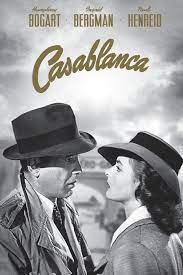 Humphrey Ingrid Paul
BOGART BERGMAN HENREID
Casablanca